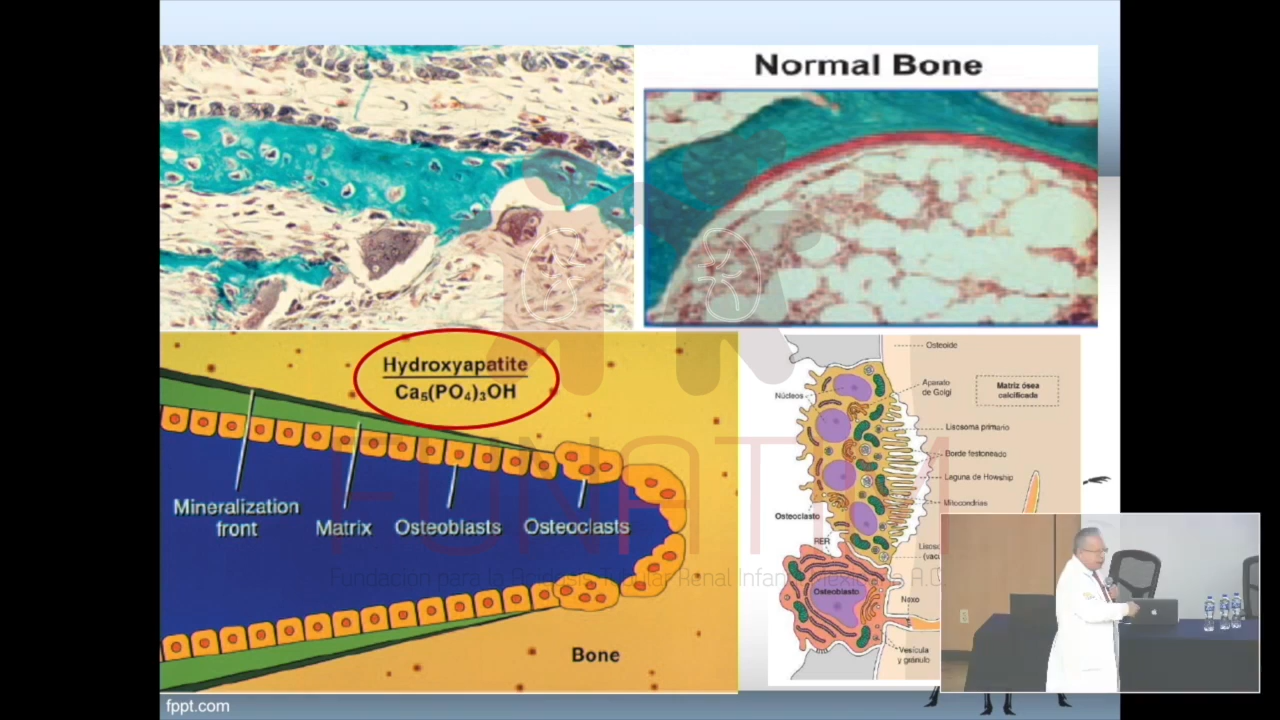 Normal Bone
Hydroxyapatite
Ca₅(PO₄)₃OH
Mineralization
front
Matrix
Osteoblasts
Osteoclasts
Bone
Osteoide
Núcleos
Aparato
de Golgi
Matriz ósea
calcificada
Lisosoma primario
Borde festoneado
Laguna de Howship
Mitocondrias
Osteoclasto
RER
Osteoblasto
Nexo
Vesícula
y gránulo
FUNATIM
Fundación para la Acidosis Tubular Renal Infantil Mexicana A.C.
fppt.com